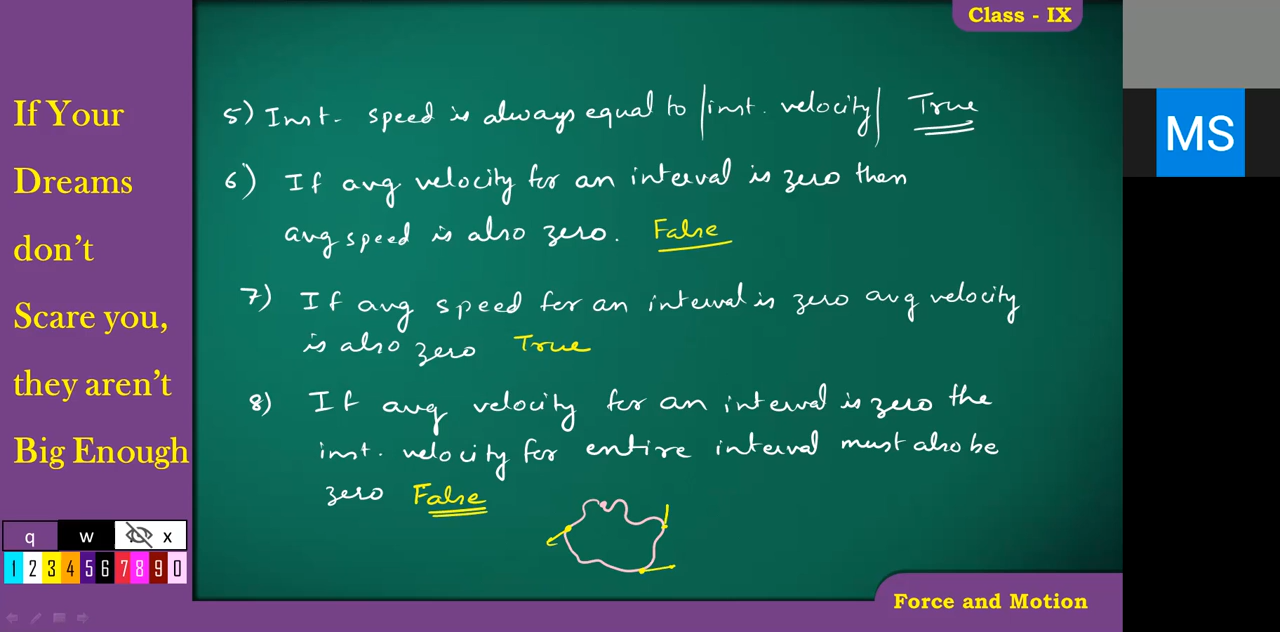 Class - IX
If Your
Dreams
don't
Scare you,
they aren't
Big Enough
5) Inst. speed is always equal to |inst. velocity| True
6) If avg velocity for an interval is zero then
avg speed is also zero. False
7) If avg speed for an interval is zero avg velocity
is also zero True
8) If avg velocity for an interval is zero the
inst. velocity for entire interval must also be
zero False
MS
q w x
1 2 3 4 5 6 7 8 9 0
Force and Motion